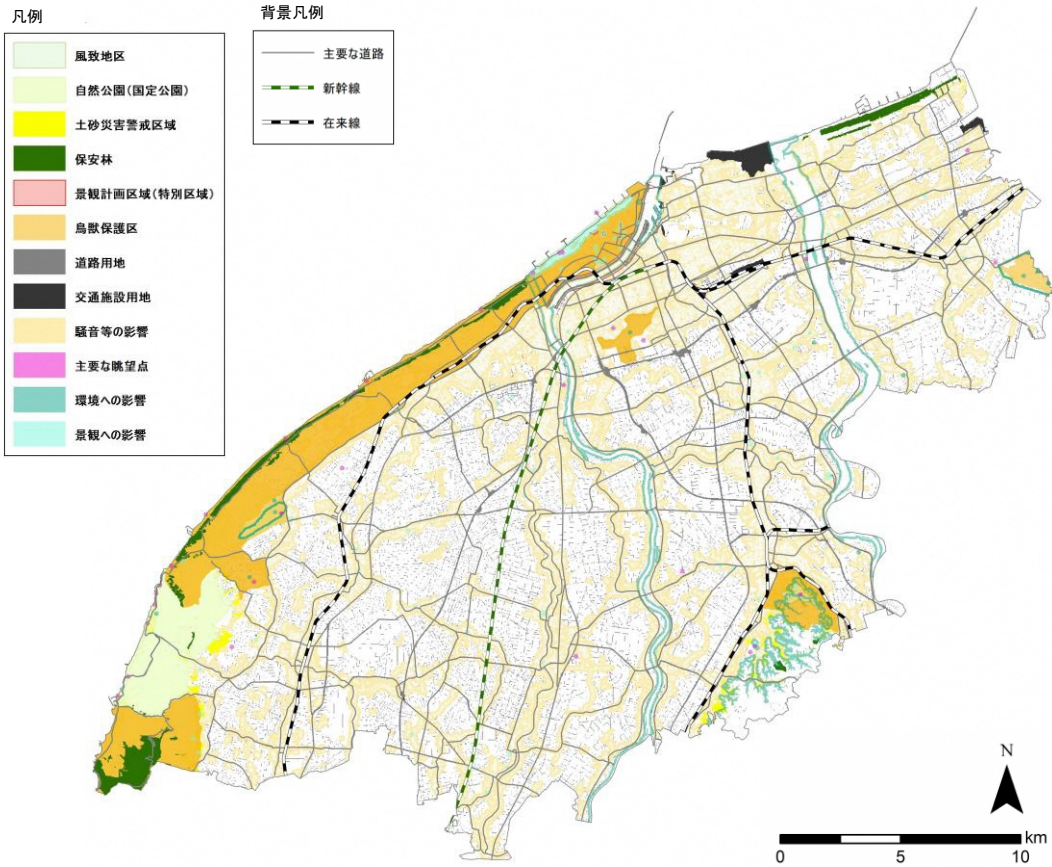 凡例
風致地区
自然公園(国定公園)
土砂災害警戒区域
保安林
景観計画区域(特別区域)
鳥獣保護区
道路用地
交通施設用地
騒音等の影響
主要な眺望点
環境への影響
景観への影響
背景凡例
主要な道路
新幹線
在来線
N
km
0 5 10